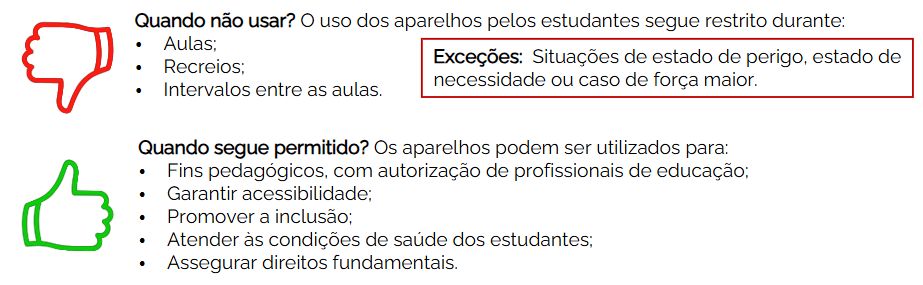 Quando não usar? O uso dos aparelhos pelos estudantes segue restrito durante:
• Aulas;
• Recreios;
• Intervalos entre as aulas.
Exceções: Situações de estado de perigo, estado de
necessidade ou caso de força maior.
Quando segue permitido? Os aparelhos podem ser utilizados para:
• Fins pedagógicos, com autorização de profissionais de educação;
• Garantir acessibilidade;
• Promover a inclusão;
• Atender às condições de saúde dos estudantes;
• Assegurar direitos fundamentais.